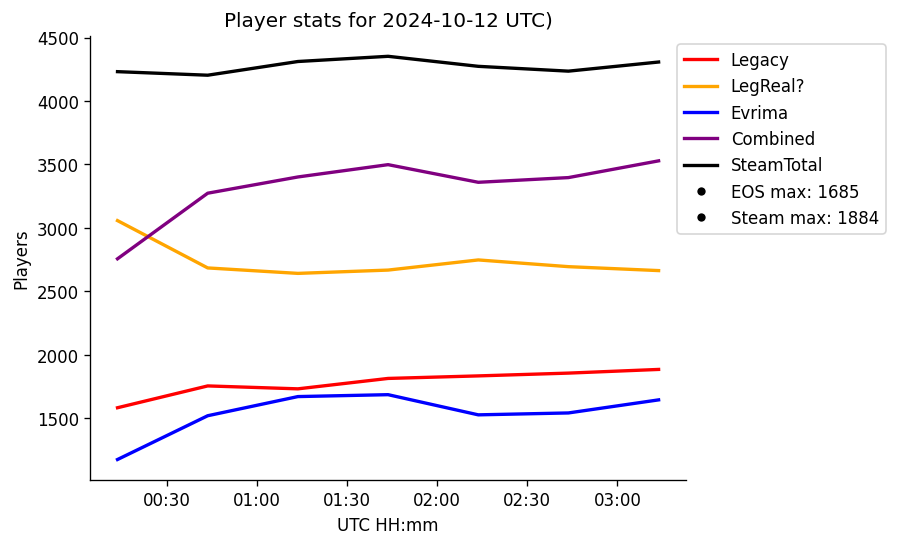 Player stats for 2024-10-12 UTC)
4500
4000
3500
3000
2500
2000
1500
Players
00:30
01:00
01:30
02:00
02:30
03:00
UTC HH:mm
Legacy
LegReal?
Evrima
Combined
SteamTotal
EOS max: 1685
Steam max: 1884